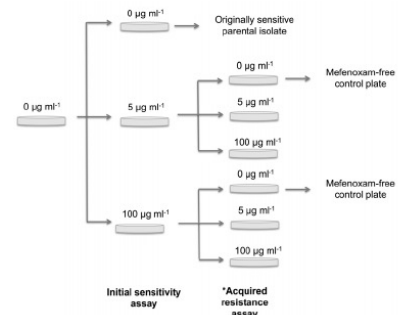 0 µg ml-1
Originally sensitive
parental isolate
0 µg ml-1
Mefenoxam-free
control plate
0 µg ml-1
5 µg ml-1
5 µg ml-1
100 µg ml-1
0 µg ml-1
Mefenoxam-free
control plate
100 µg ml-1
5 µg ml-1
100 µg ml-1
Initial sensitivity
assay
*Acquired
resistance
assay